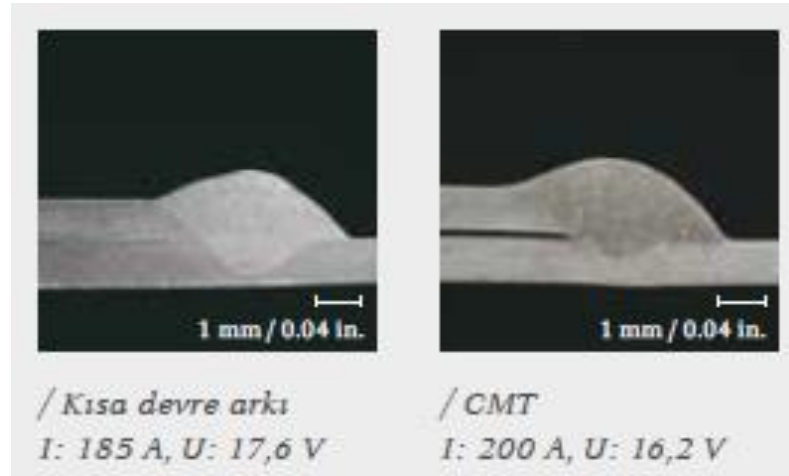 1 mm / 0.04 in.
1 mm / 0.04 in.
/ Kısa devre arkı
I: 185 A, U: 17,6 V
/ CMT
I: 200 A, U: 16,2 V